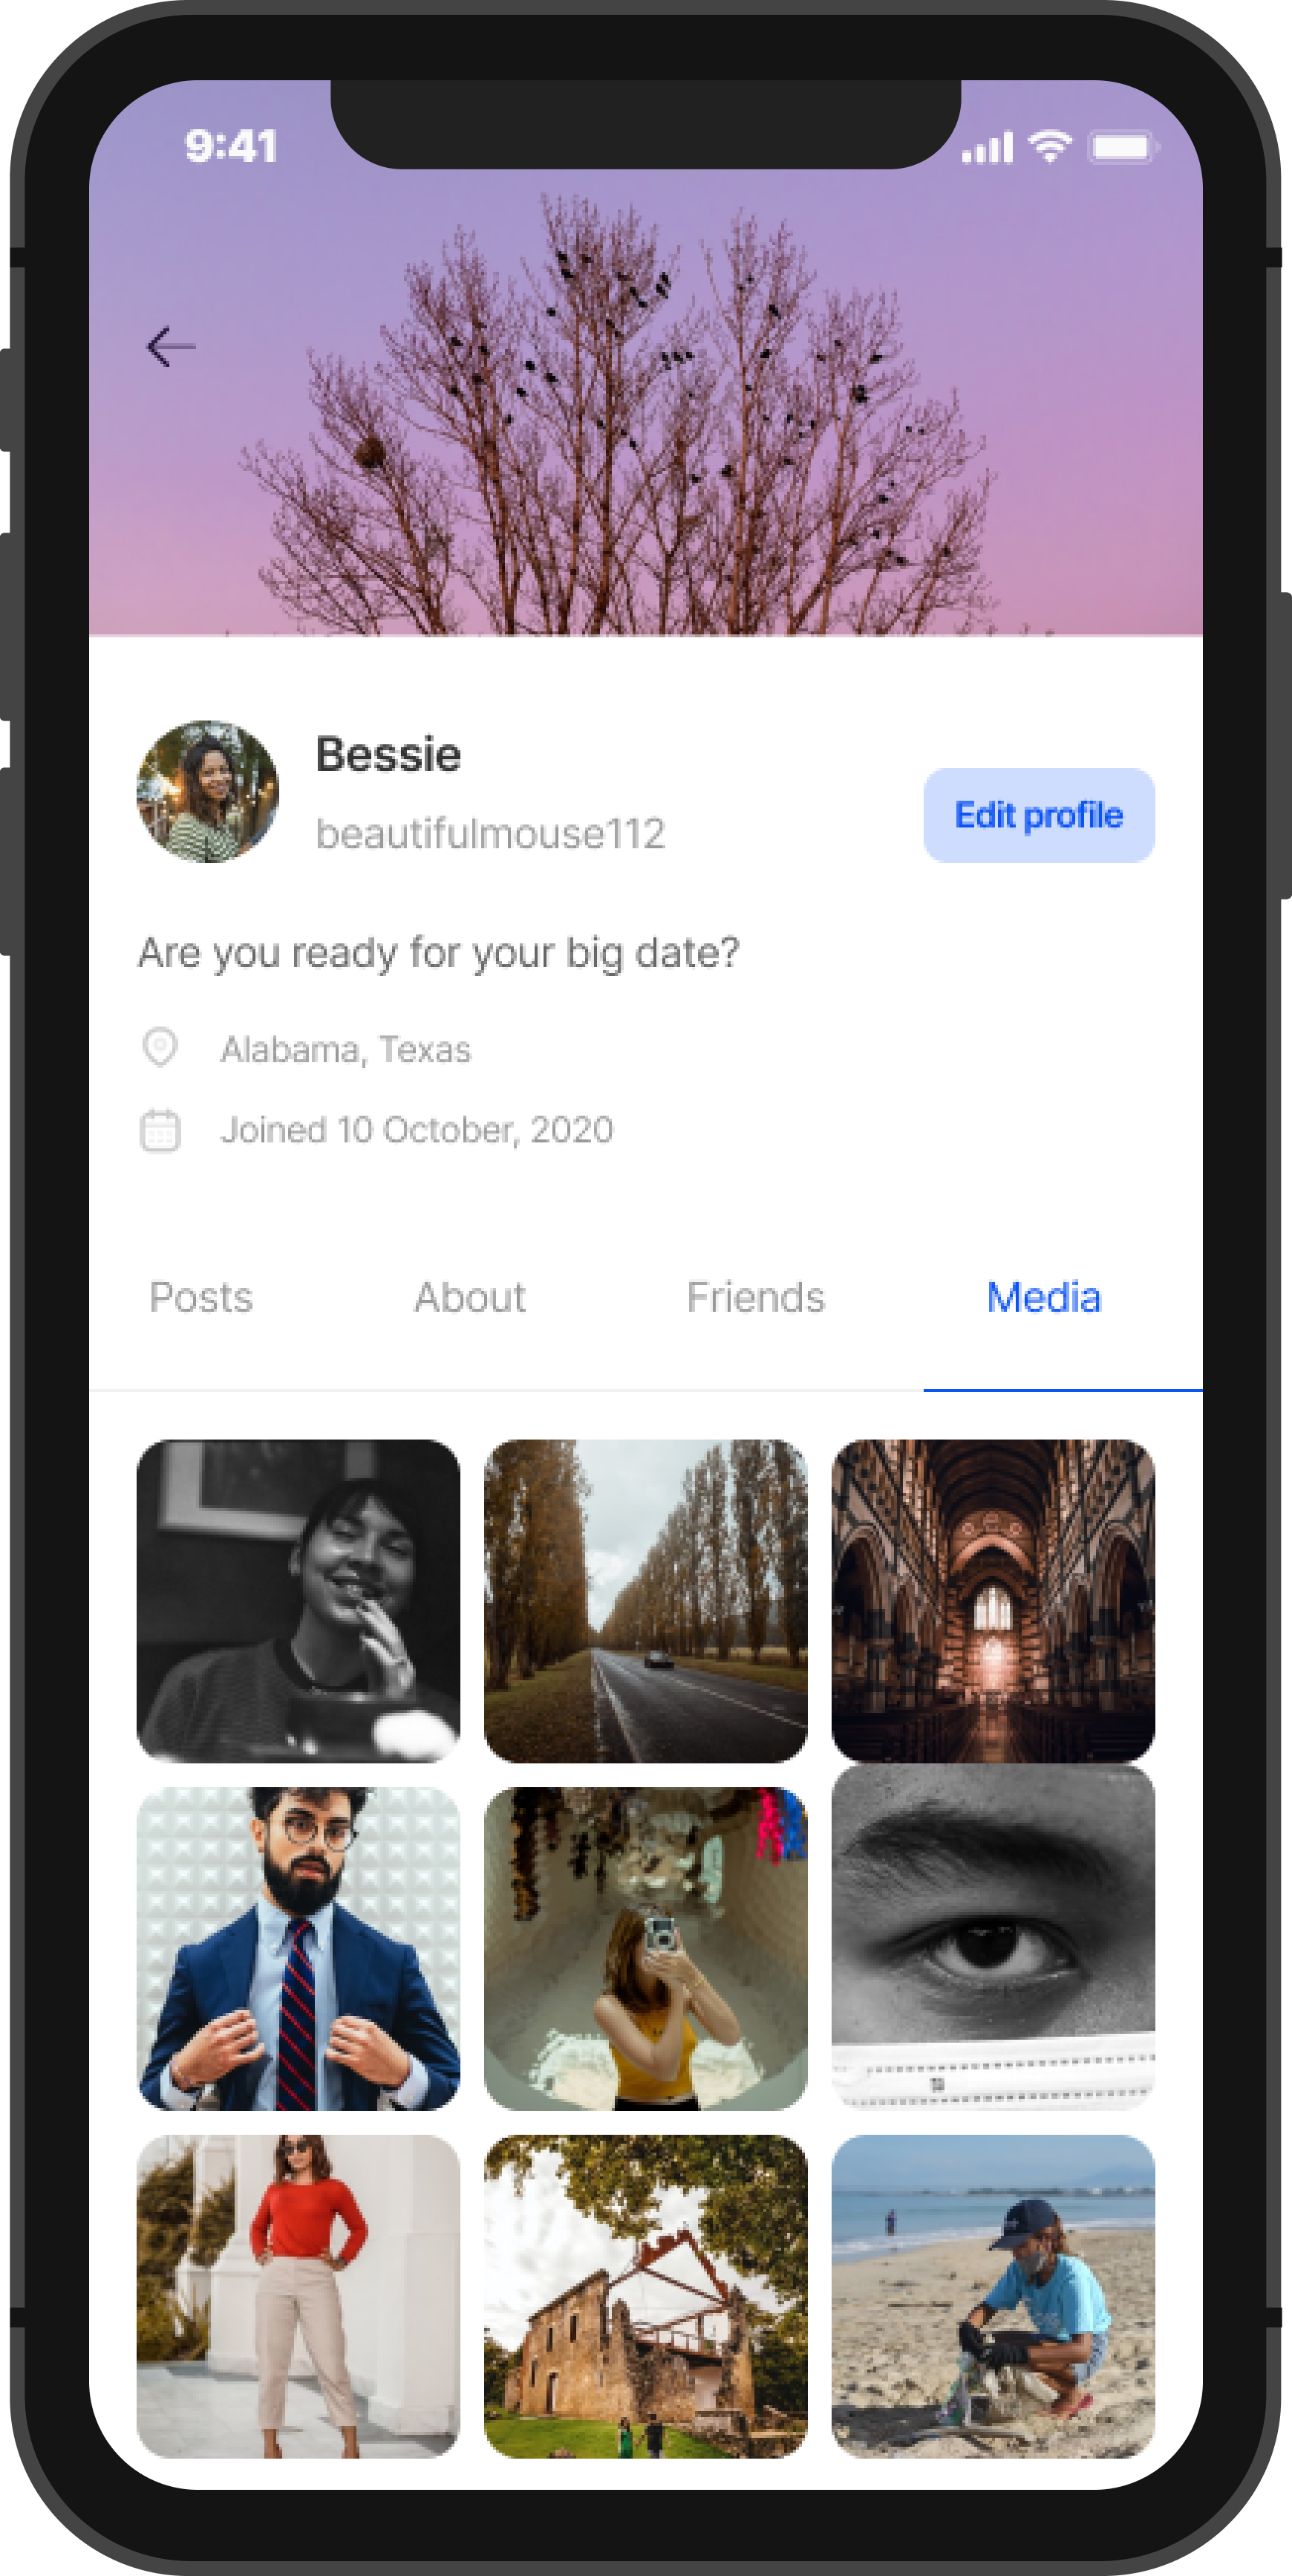 9:41
Bessie
beautifulmouse112
Edit profile
Are you ready for your big date?
Alabama, Texas
Joined 10 October, 2020
Posts About Friends Media